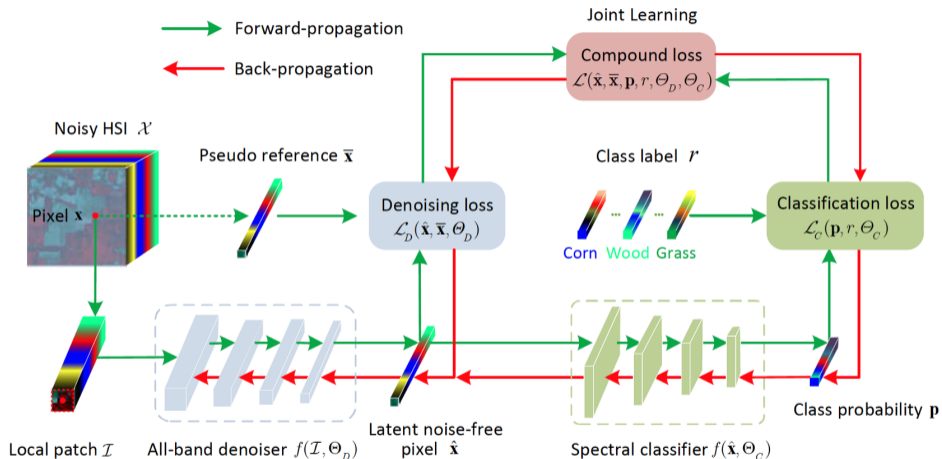 Joint Learning
Forward-propagation
Back-propagation
Compound loss
ℒ(x̂, x̄, p, r, Θ_D, Θ_C)
Noisy HSI 𝒳
Pseudo reference x̄
Class label r
Pixel x
Denoising loss
ℒ_D(x̂, x̄, Θ_D)
Classification loss
ℒ_C(p, r, Θ_C)
Corn ... Wood ... Grass
Local patch ℐ
All-band denoiser f(ℐ, Θ_D)
Latent noise-free
pixel x̂
Spectral classifier f(x̂, Θ_C)
Class probability p